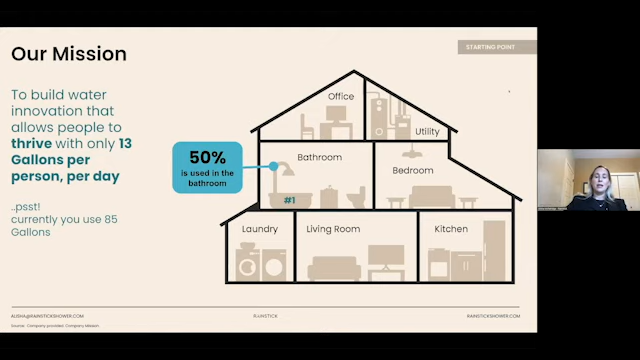 Our Mission
STARTING POINT
To build water
innovation that
allows people to
thrive with only 13
Gallons per
person, per day
..psst!
currently you use 85
Gallons
50%
is used in the
bathroom
Office
Utility
Bathroom
Bedroom
#1
Laundry
Living Room
Kitchen
ALISHA@RAINSTICKSHOWER.COM
RAINSTICK
RAINSTICKSHOWER.COM
Source: Company provided Company Mission